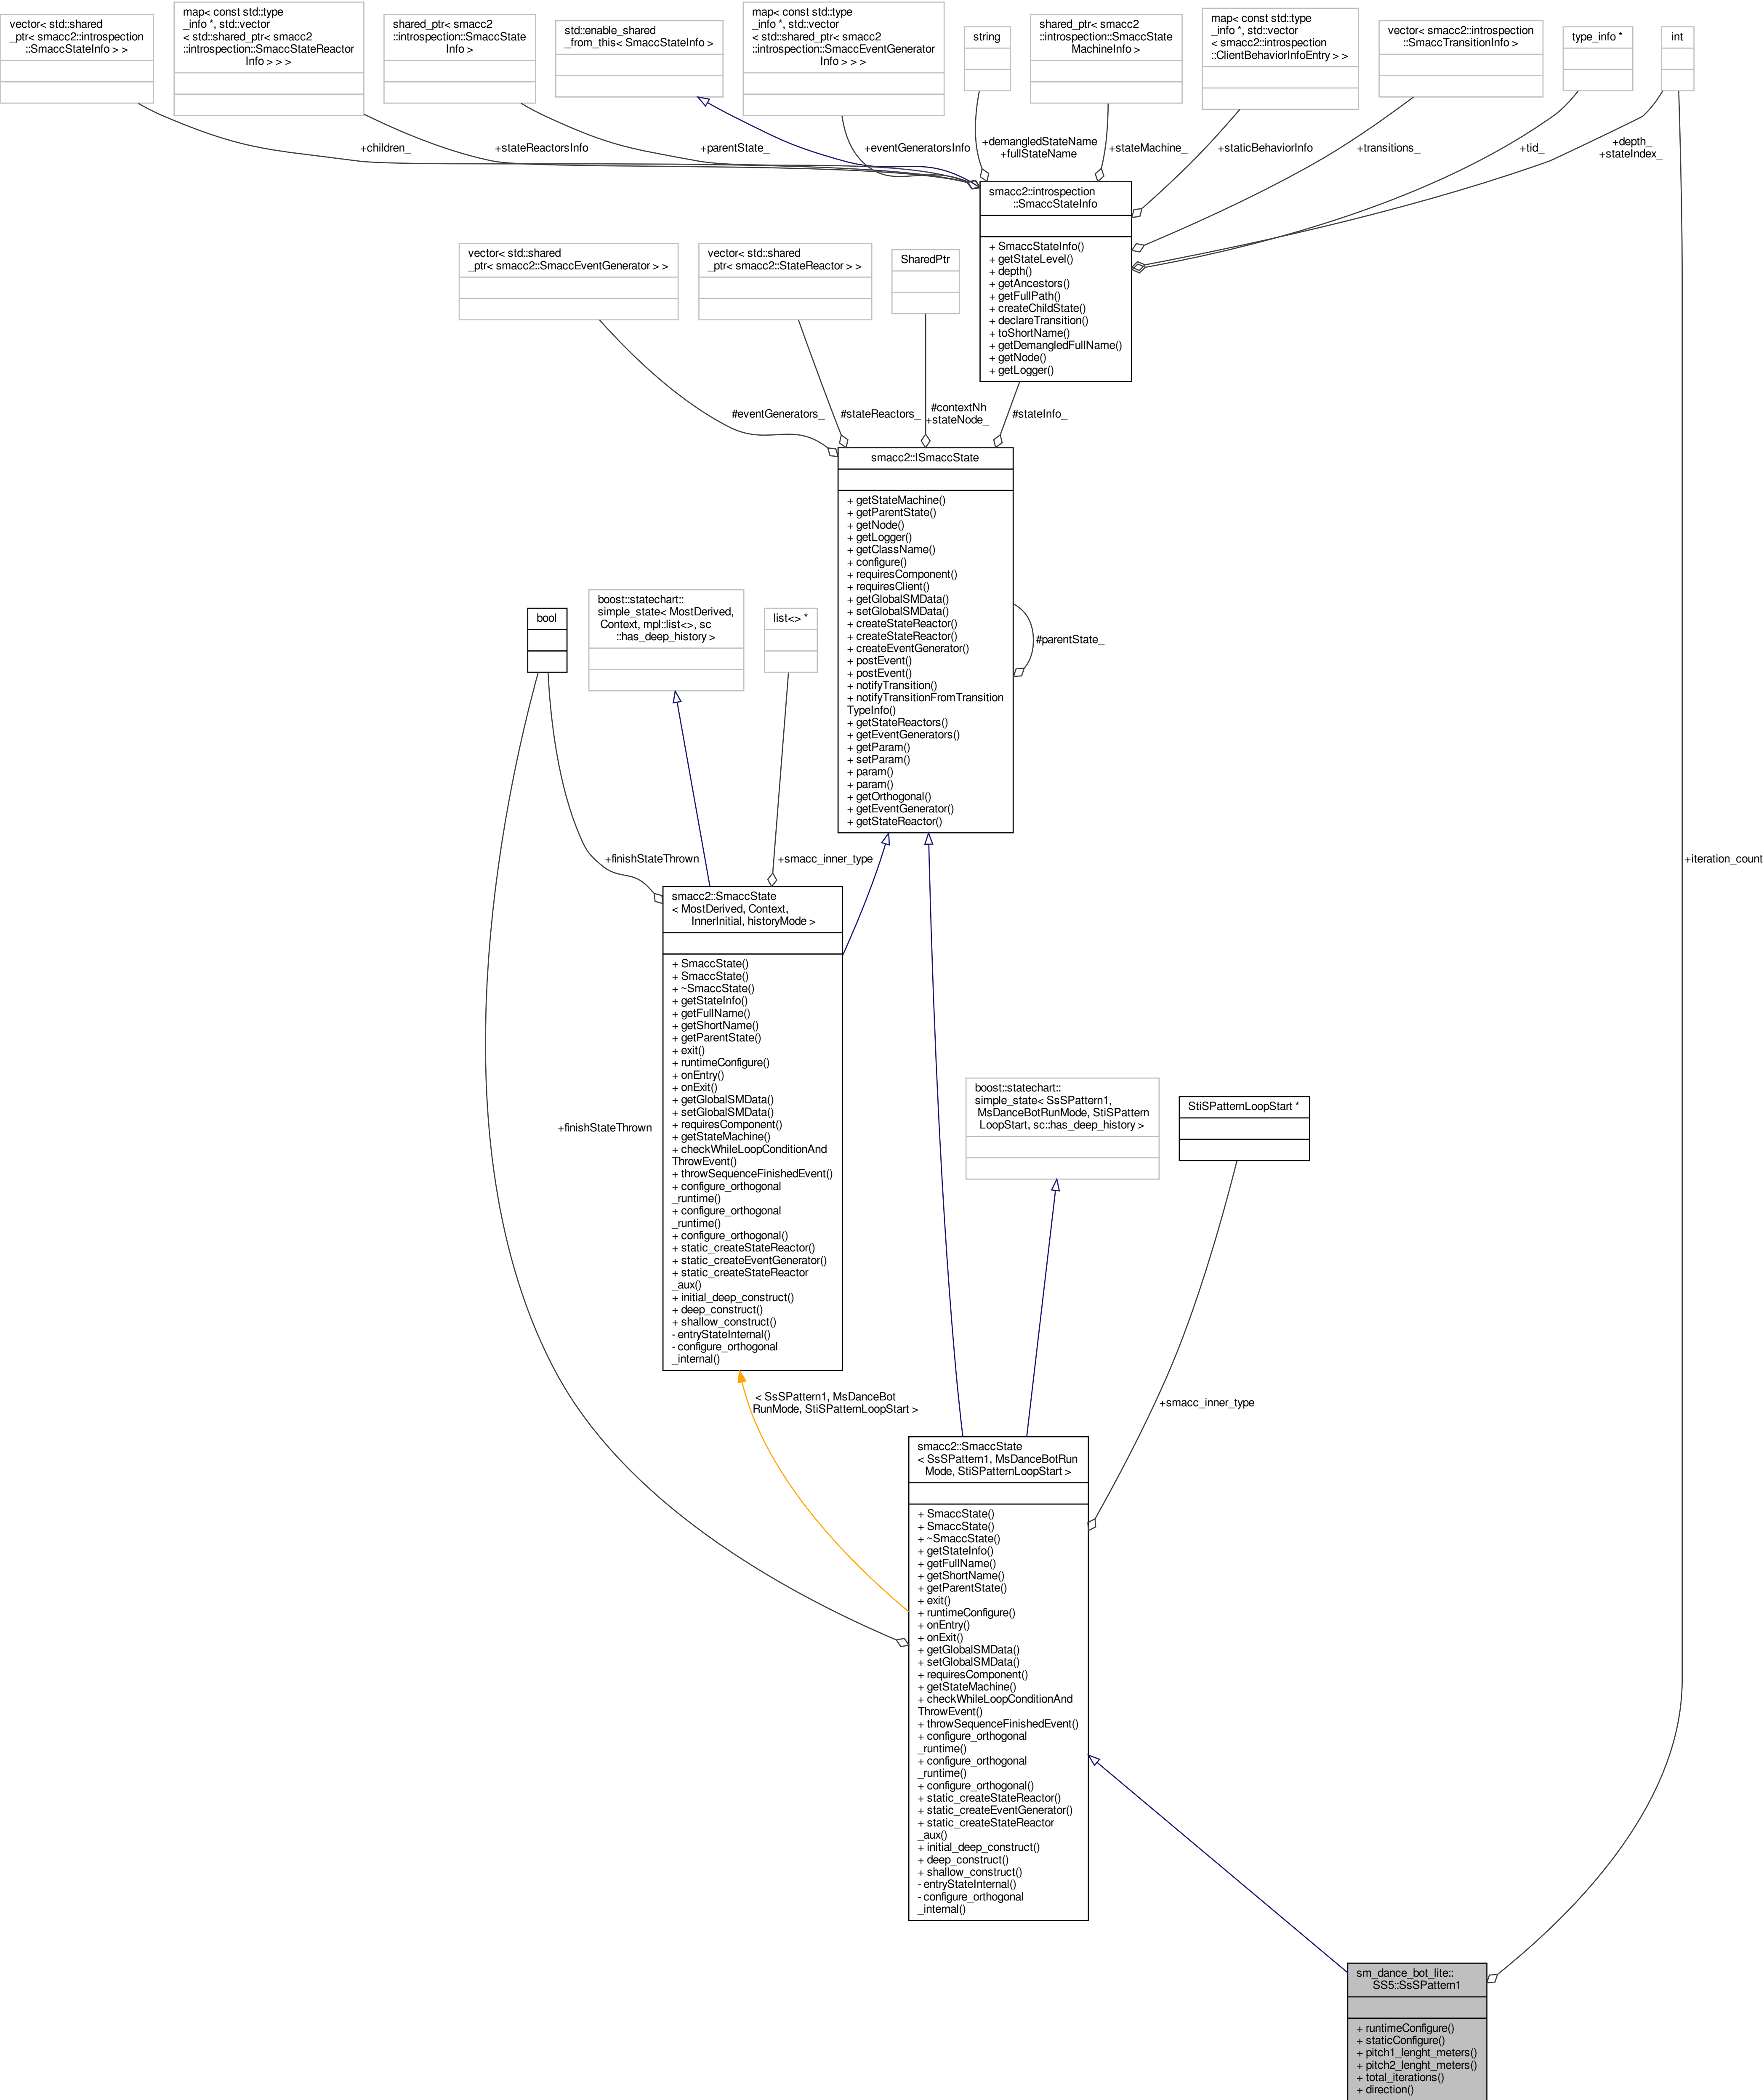 vector< std::shared
_ptr< smacc2::introspection
::SmaccStateInfo > >
map< const std::type
_info *, std::vector
< std::shared_ptr< smacc2
::introspection::SmaccStateReactor
Info > > >
shared_ptr< smacc2
::introspection::SmaccState
Info >
std::enable_shared
_from_this< SmaccStateInfo >
map< const std::type
_info *, std::vector
< std::shared_ptr< smacc2
::introspection::SmaccEventGenerator
Info > > >
string
shared_ptr< smacc2
::introspection::SmaccState
MachineInfo >
map< const std::type
_info *, std::vector
< smacc2::introspection
::ClientBehaviorInfoEntry > >
vector< smacc2::introspection
::SmaccTransitionInfo >
type_info *
int
+children_
+stateReactorsInfo
+parentState_
+eventGeneratorsInfo
+demangledStateName
+fullStateName
+stateMachine_
+staticBehaviorInfo
+transitions_
+tid_
+depth_
+stateIndex_
smacc2::introspection
::SmaccStateInfo
+ SmaccStateInfo()
+ getStateLevel()
+ depth()
+ getAncestors()
+ getFullPath()
+ createChildState()
+ declareTransition()
+ toShortName()
+ getDemangledFullName()
+ getNode()
+ getLogger()
vector< std::shared
_ptr< smacc2::SmaccEventGenerator > >
vector< std::shared
_ptr< smacc2::StateReactor > >
SharedPtr
#eventGenerators_
#stateReactors_
#contextNh
+stateNode_
#stateInfo_
smacc2::ISmaccState
+ getStateMachine()
+ getParentState()
+ getNode()
+ getLogger()
+ getClassName()
+ configure()
+ requiresComponent()
+ requiresClient()
+ getGlobalSMData()
+ setGlobalSMData()
+ createStateReactor()
+ createStateReactor()
+ createEventGenerator()
+ postEvent()
+ postEvent()
+ notifyTransition()
+ notifyTransitionFromTransition
TypeInfo()
+ getStateReactors()
+ getEventGenerators()
+ getParam()
+ setParam()
+ param()
+ param()
+ getOrthogonal()
+ getEventGenerator()
+ getStateReactor()
#parentState_
bool
boost::statechart::
simple_state< MostDerived,
Context, mpl::list<>, sc
::has_deep_history >
list<> *
+finishStateThrown
+smacc_inner_type
+iteration_count
smacc2::SmaccState
< MostDerived, Context,
InnerInitial, historyMode >
+ SmaccState()
+ SmaccState()
+ ~SmaccState()
+ getStateInfo()
+ getFullName()
+ getShortName()
+ getParentState()
+ exit()
+ runtimeConfigure()
+ onEntry()
+ onExit()
+ getGlobalSMData()
+ setGlobalSMData()
+ requiresComponent()
+ getStateMachine()
+ checkWhileLoopConditionAnd
ThrowEvent()
+ throwSequenceFinishedEvent()
+ configure_orthogonal
_runtime()
+ configure_orthogonal
_runtime()
+ configure_orthogonal()
+ static_createStateReactor()
+ static_createEventGenerator()
+ static_createStateReactor
_aux()
+ initial_deep_construct()
+ deep_construct()
+ shallow_construct()
- entryStateInternal()
- configure_orthogonal
_internal()
+finishStateThrown
boost::statechart::
simple_state< SsSPattern1,
MsDanceBotRunMode, StiSPattern
LoopStart, sc::has_deep_history >
StiSPatternLoopStart *
< SsSPattern1, MsDanceBot
RunMode, StiSPatternLoopStart >
+smacc_inner_type
smacc2::SmaccState
< SsSPattern1, MsDanceBotRun
Mode, StiSPatternLoopStart >
+ SmaccState()
+ SmaccState()
+ ~SmaccState()
+ getStateInfo()
+ getFullName()
+ getShortName()
+ getParentState()
+ exit()
+ runtimeConfigure()
+ onEntry()
+ onExit()
+ getGlobalSMData()
+ setGlobalSMData()
+ requiresComponent()
+ getStateMachine()
+ checkWhileLoopConditionAnd
ThrowEvent()
+ throwSequenceFinishedEvent()
+ configure_orthogonal
_runtime()
+ configure_orthogonal
_runtime()
+ configure_orthogonal()
+ static_createStateReactor()
+ static_createEventGenerator()
+ static_createStateReactor
_aux()
+ initial_deep_construct()
+ deep_construct()
+ shallow_construct()
- entryStateInternal()
- configure_orthogonal
_internal()
sm_dance_bot_lite::
SS5::SsSPattern1
+ runtimeConfigure()
+ staticConfigure()
+ pitch1_lenght_meters()
+ pitch2_lenght_meters()
+ total_iterations()
+ direction()